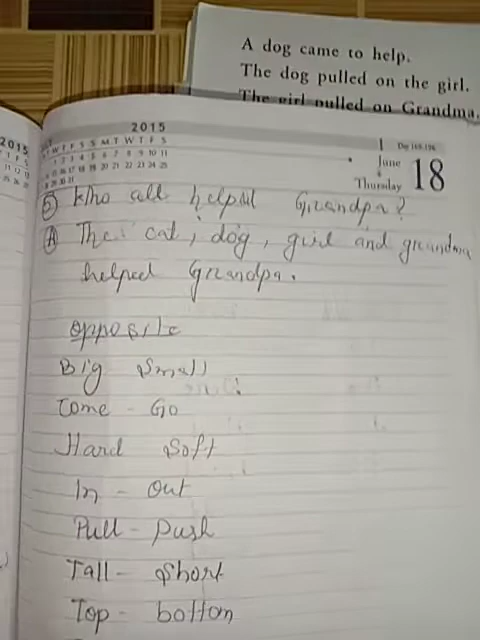 A dog came to help.
The dog pulled on the girl.
The girl pulled on Grandma.
2015
2015
June
Thursday
18
5) Who all helped Grandpa?
A) The cat, dog, girl and grandma
helped Grandpa.
opposite
Big Small
Come - Go
Hard Soft
In - Out
Pull - Push
Tall - Short
Top - bottom